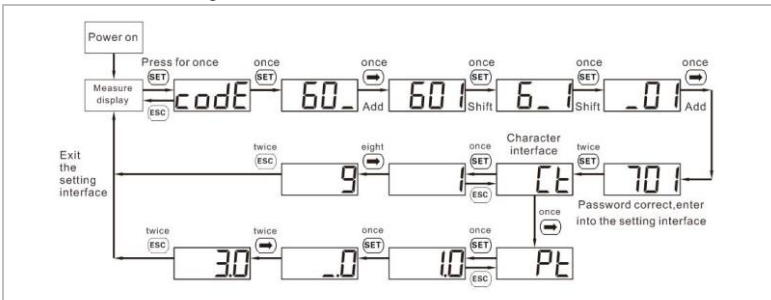 Power on
Press for once
once
once
once
once
once
SET
SET
→
SET
SET
→
Measure
display
ESC
codE
60_
Add
601
Shift
6_1
Shift
_01
Add
Exit
the
setting
interface
twice
ESC
eight
→
once
SET
ESC
Character
interface
twice
SET
9
1
Ct
701
Password correct,enter
into the setting interface
once
→
twice
ESC
twice
→
once
SET
once
SET
ESC
3.0
_.0
1.0
Pt